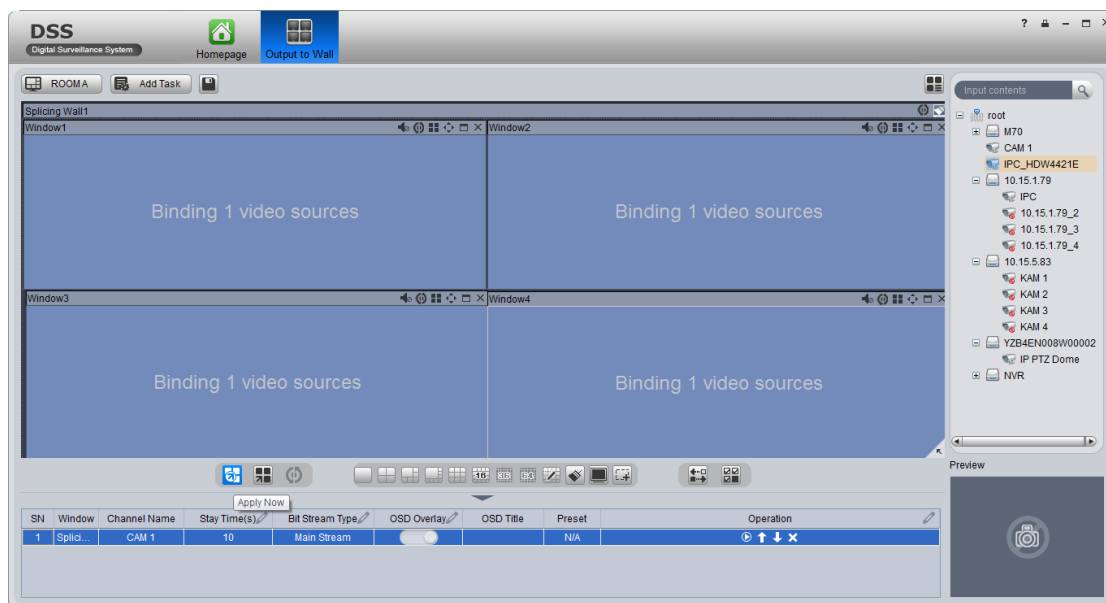 DSS
Digital Surveillance System
Homepage
Output to Wall
?
ROOM A
Add Task
Splicing Wall1
Window1
Window2
Binding 1 video sources
Binding 1 video sources
Window3
Window4
Binding 1 video sources
Binding 1 video sources
16
36
64
Apply Now
SN Window Channel Name Stay Time(s) Bit Stream Type OSD Overlay OSD Title Preset Operation
1 Splici... CAM 1 10 Main Stream N/A
Input contents
root
M70
CAM 1
IPC_HDW4421E
10.15.1.79
IPC
10.15.1.79_2
10.15.1.79_3
10.15.1.79_4
10.15.5.83
KAM 1
KAM 2
KAM 3
KAM 4
YZB4EN008W00002
IP PTZ Dome
NVR
Preview